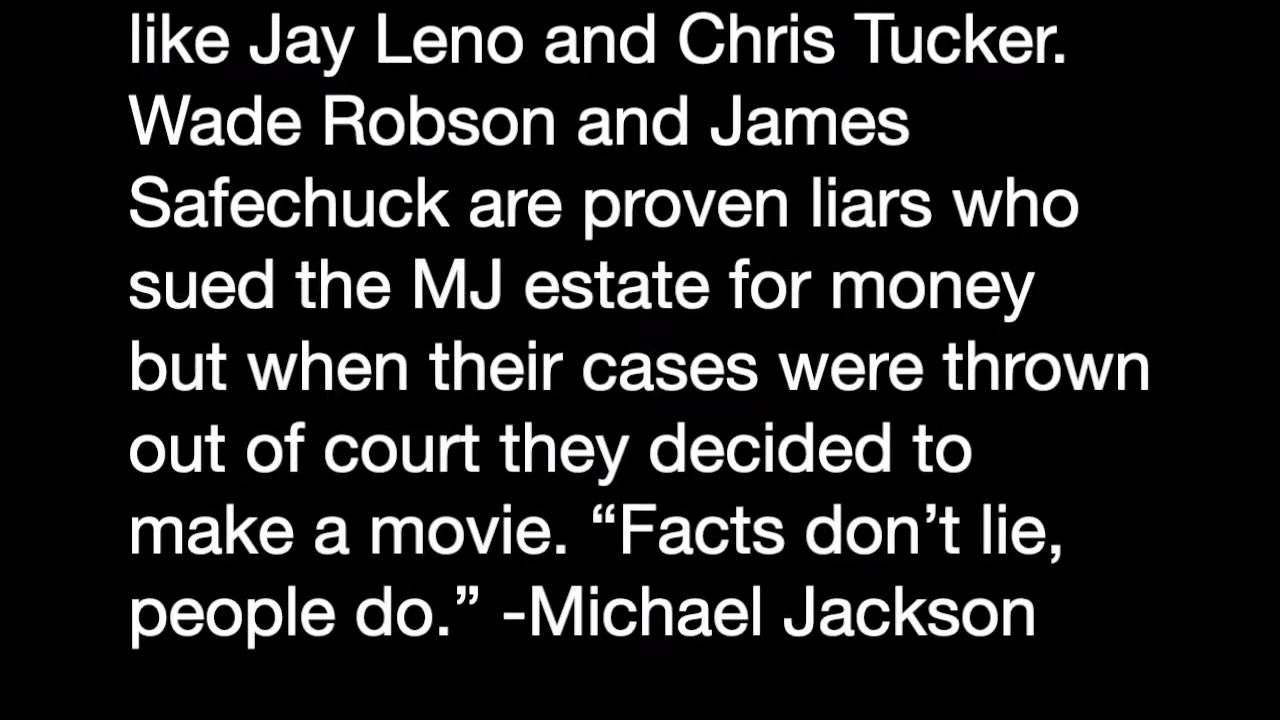 like Jay Leno and Chris Tucker.
Wade Robson and James
Safechuck are proven liars who
sued the MJ estate for money
but when their cases were thrown
out of court they decided to
make a movie. “Facts don’t lie,
people do.” -Michael Jackson